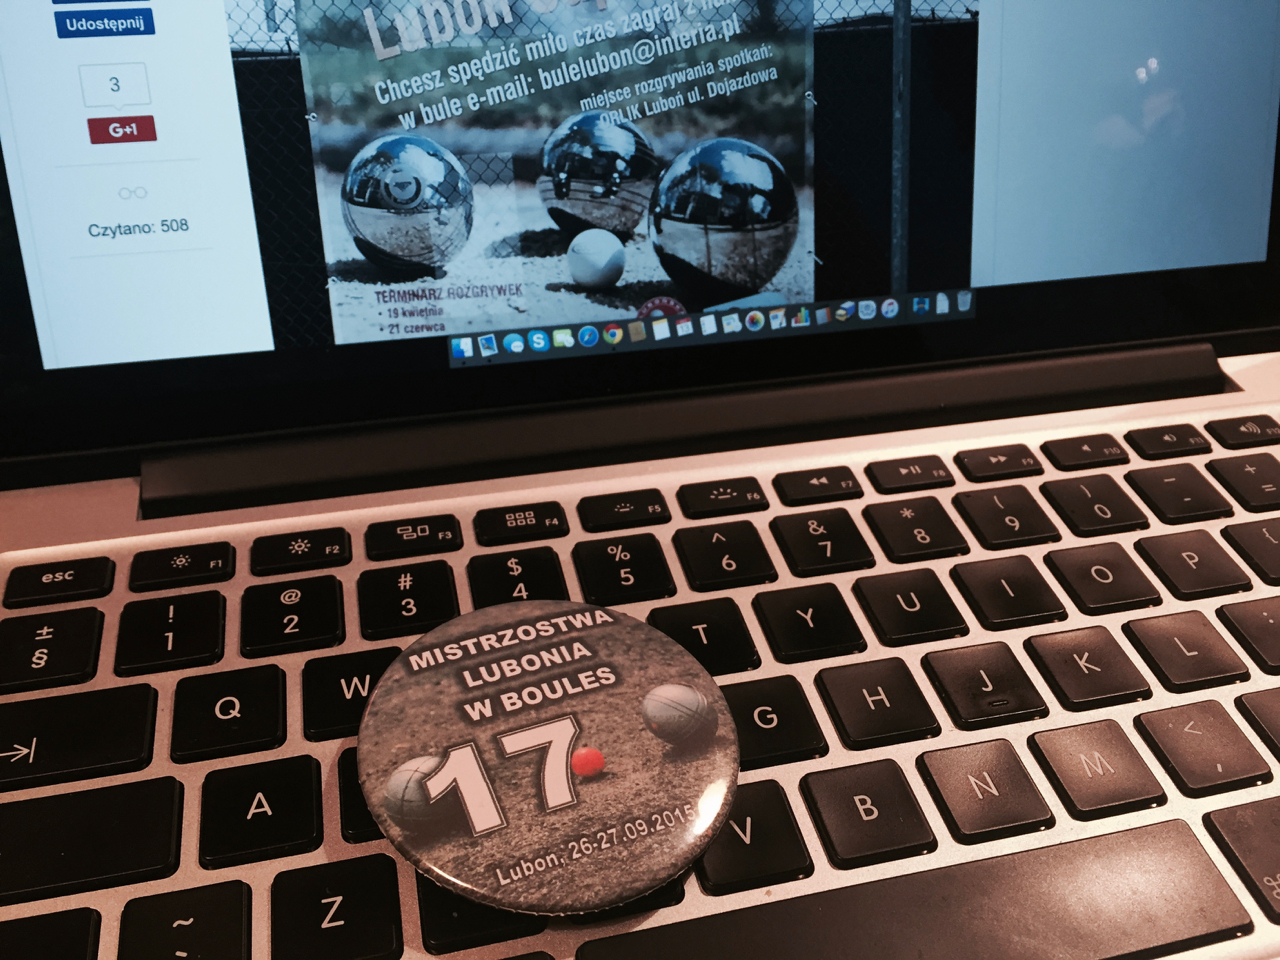 Udostępnij
3
G+1
Czytano: 508
Luboń
Chcesz spędzić miło czas zagraj z
w bule e-mail: bulelubon@interia.pl
miejsce rozgrywania spotkań:
ORLIK Luboń ul. Dojazdowa
TERMINARZ ROZGRYWEK
• 19 kwietnia
• 21 czerwca
esc F1 F2 F3 F4 F5 F6 F7 F8 F9 F10 F11 F12
± ! @ # $ % ^ & * ( ) _ +
§ 1 2 3 4 5 6 7 8 9 0 - =
Q W T Y U I O P {
A G H J K L :
~ Z V B N M < ,
MISTRZOSTWA
LUBONIA
W BOULES
17
Lubon, 26-27.09.2015